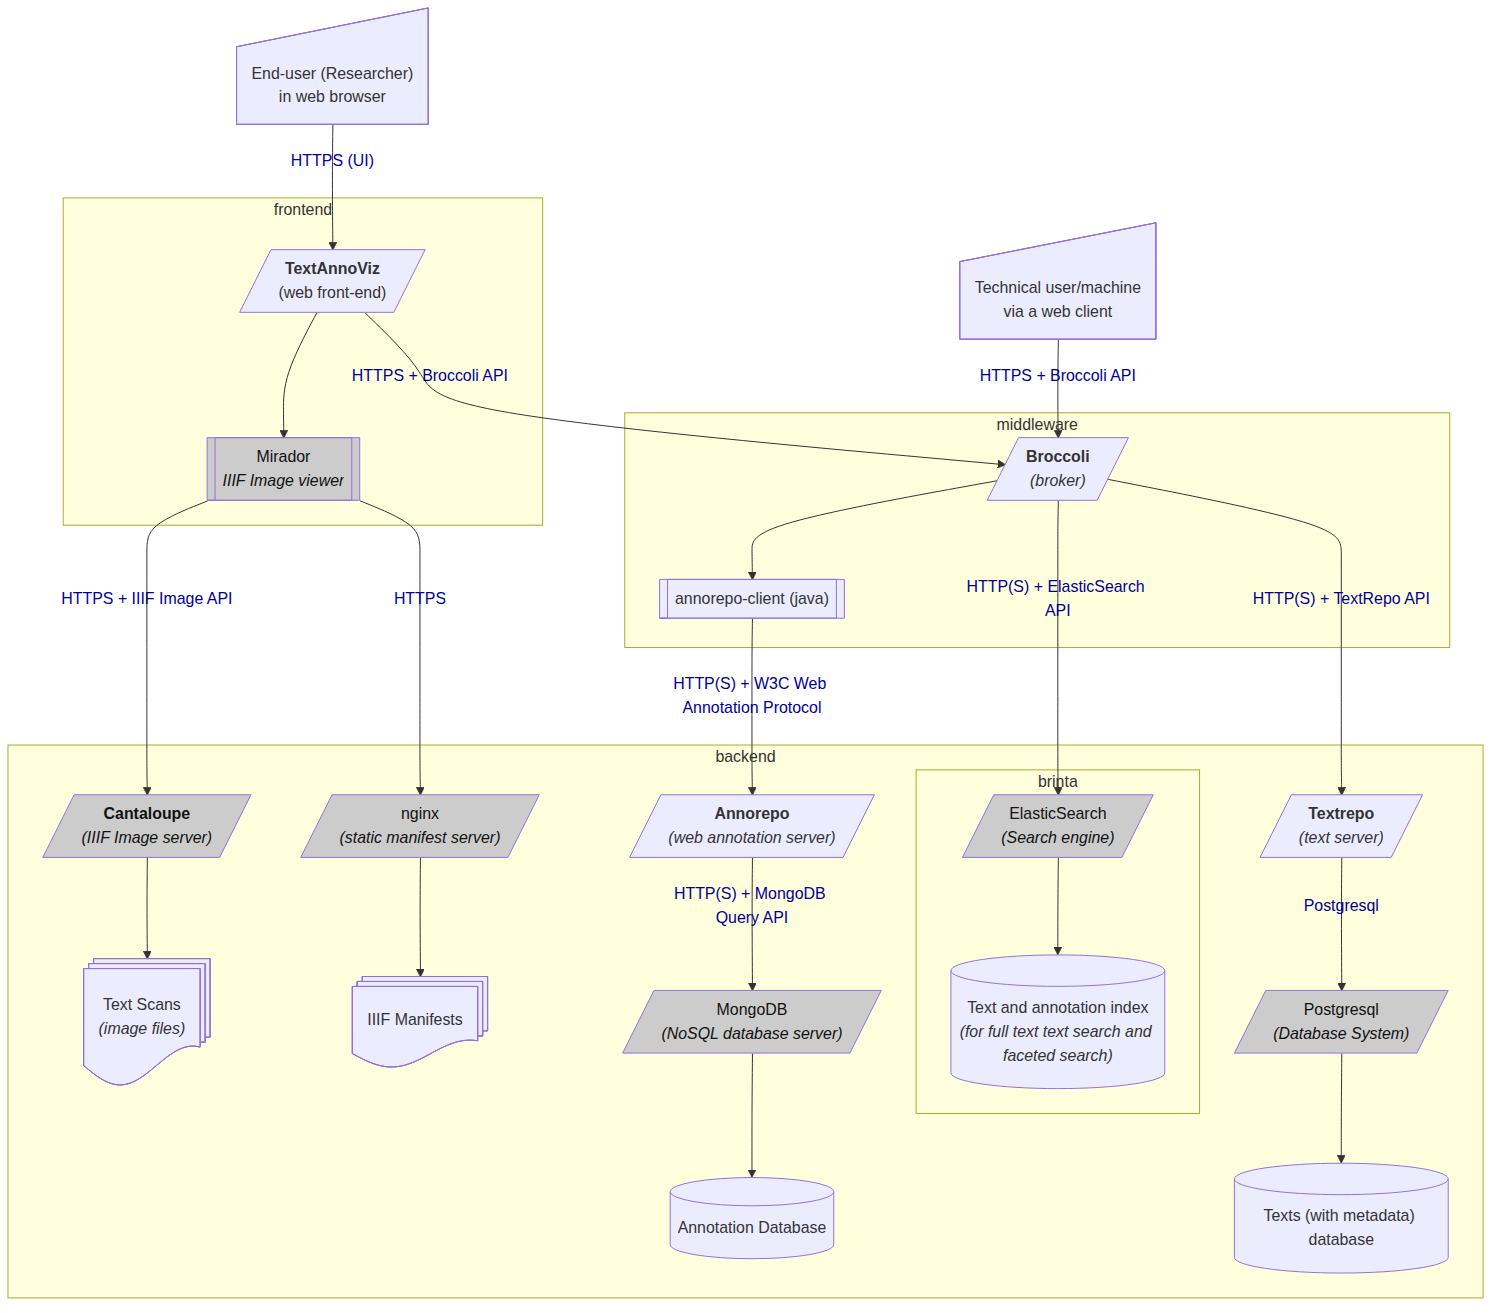 End-user (Researcher)
in web browser
HTTPS (UI)
frontend
TextAnnoViz
(web front-end)
Technical user/machine
via a web client
HTTPS + Broccoli API
HTTPS + Broccoli API
middleware
Mirador
IIIF Image viewer
Broccoli
(broker)
annorepo-client (java)
HTTP(S) + ElasticSearch
API
HTTP(S) + TextRepo API
HTTPS + IIIF Image API
HTTPS
HTTP(S) + W3C Web
Annotation Protocol
backend
brinta
Cantaloupe
(IIIF Image server)
nginx
(static manifest server)
Annorepo
(web annotation server)
ElasticSearch
(Search engine)
Textrepo
(text server)
HTTP(S) + MongoDB
Query API
Postgresql
Text Scans
(image files)
IIIF Manifests
MongoDB
(NoSQL database server)
Text and annotation index
(for full text text search and
faceted search)
Postgresql
(Database System)
Annotation Database
Texts (with metadata)
database